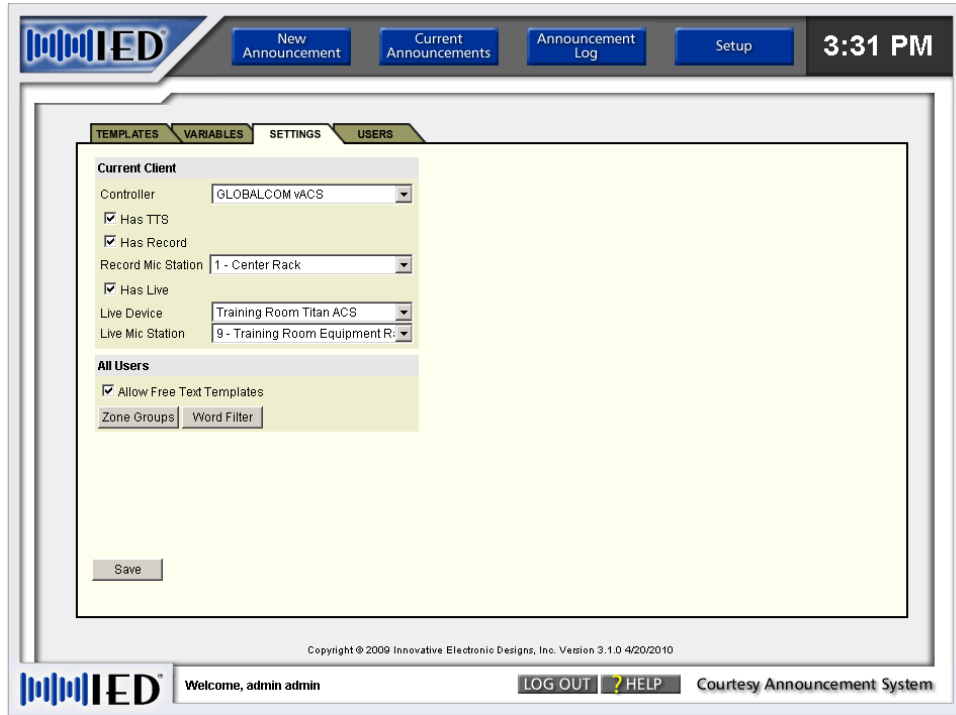 IED®
New Announcement
Current Announcements
Announcement Log
Setup
3:31 PM
TEMPLATES
VARIABLES
SETTINGS
USERS
Current Client
Controller GLOBALCOM vACS
Has TTS
Has Record
Record Mic Station 1 - Center Rack
Has Live
Live Device Training Room Titan ACS
Live Mic Station 9 - Training Room Equipment R
All Users
Allow Free Text Templates
Zone Groups Word Filter
Save
Copyright © 2009 Innovative Electronic Designs, Inc. Version 3.1.0 4/20/2010
IED® Welcome, admin admin LOG OUT ? HELP Courtesy Announcement System